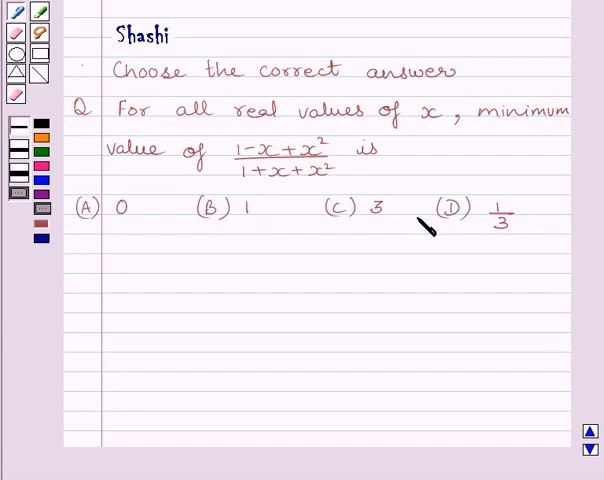 Shashi
Choose the correct answer
Q For all real values of x, minimum
value of (1-x+x²)/(1+x+x²) is
(A) 0 (B) 1 (C) 3 (D) 1/3